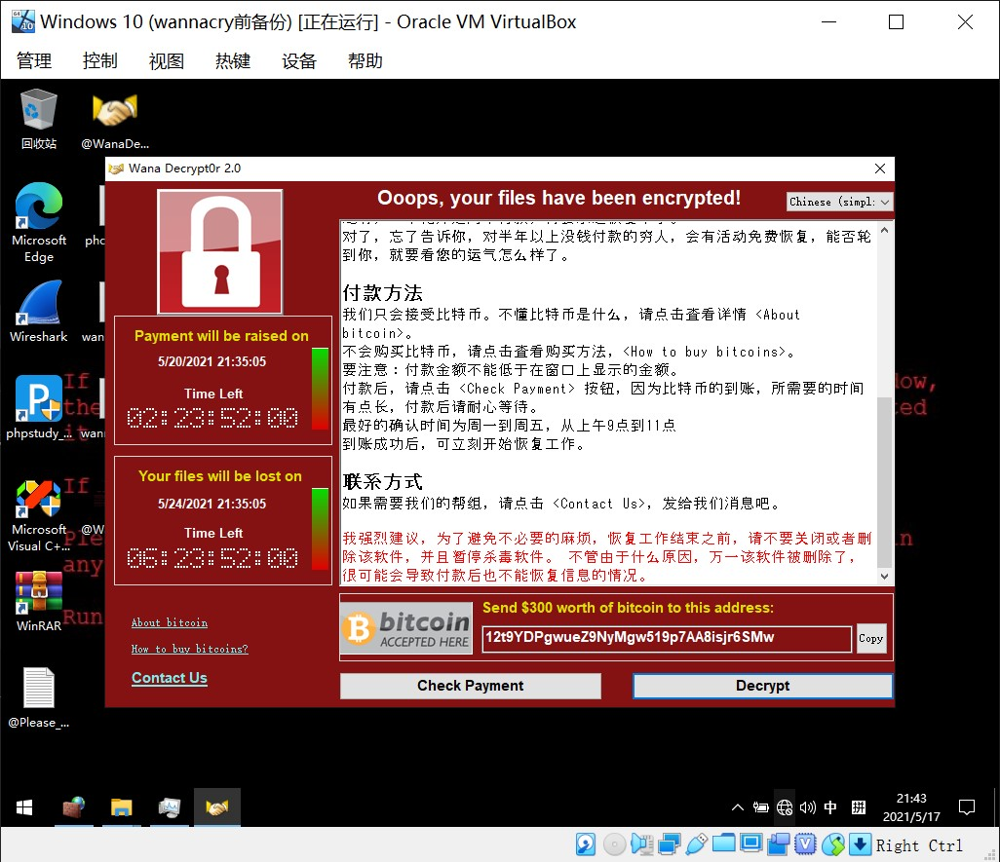 Windows 10 (wannacry前备份) [正在运行] - Oracle VM VirtualBox
管理 控制 视图 热键 设备 帮助
回收站
@WanaDe...
Microsoft
Edge
phc
Wireshark
wan
phpstudy_...
wani
Microsoft
Visual C+...
@W
WinRAR
@Please_...
If
the
it
If
Ple
any
Run
ow,
ted
in
Wana Decrypt0r 2.0
Ooops, your files have been encrypted!
Chinese (simpl:
Payment will be raised on
5/20/2021 21:35:05
Time Left
02:23:52:00
Your files will be lost on
5/24/2021 21:35:05
Time Left
06:23:52:00
About bitcoin
How to buy bitcoins?
Contact Us
对了，忘了告诉你，对半年以上没钱付款的穷人，会有活动免费恢复，能否轮
到你，就要看您的运气怎么样了。
付款方法
我们只会接受比特币。不懂比特币是什么，请点击查看详情 <About
bitcoin>。
不会购买比特币，请点击查看购买方法，<How to buy bitcoins>。
要注意：付款金额不能低于在窗口上显示的金额。
付款后，请点击 <Check Payment> 按钮，因为比特币的到账，所需要的时间
有点长，付款后请耐心等待。
最好的确认时间为周一到周五，从上午9点到11点
到账成功后，可立刻开始恢复工作。
联系方式
如果需要我们的帮组，请点击 <Contact Us>，发给我们消息吧。
我强烈建议，为了避免不必要的麻烦，恢复工作结束之前，请不要关闭或者删
除该软件，并且暂停杀毒软件。 不管由于什么原因，万一该软件被删除了，
很可能会导致付款后也不能恢复信息的情况。
bitcoin
ACCEPTED HERE
Send $300 worth of bitcoin to this address:
12t9YDPgwueZ9NyMgw519p7AA8isjr6SMw
Copy
Check Payment
Decrypt
中
拼
21:43
2021/5/17
Right Ctrl